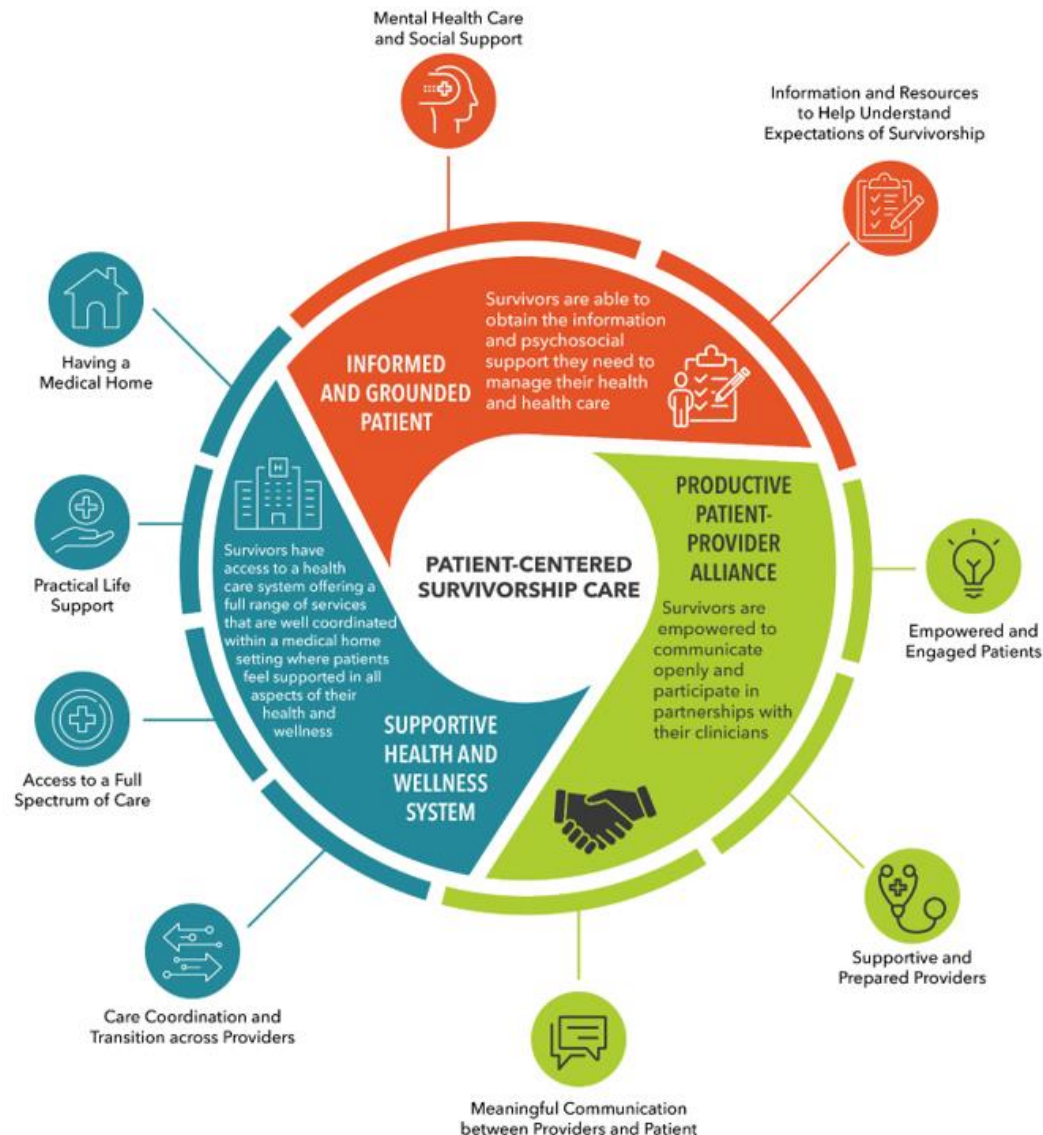 Mental Health Care
and Social Support
Information and Resources
to Help Understand
Expectations of Survivorship
Having a
Medical Home
Practical Life
Support
Access to a Full
Spectrum of Care
Care Coordination and
Transition across Providers
INFORMED
AND GROUNDED
PATIENT
Survivors are able to
obtain the information
and psychosocial
support they need to
manage their health
and health care
H
Survivors have
access to a health
care system offering a
full range of services
that are well coordinated
within a medical home
setting where patients
feel supported in all
aspects of their
health and
wellness
SUPPORTIVE
HEALTH AND
WELLNESS
SYSTEM
PATIENT-CENTERED
SURVIVORSHIP CARE
PRODUCTIVE
PATIENT-
PROVIDER
ALLIANCE
Survivors are
empowered to
communicate
openly and
participate in
partnerships with
their clinicians
Empowered and
Engaged Patients
Supportive and
Prepared Providers
Meaningful Communication
between Providers and Patient